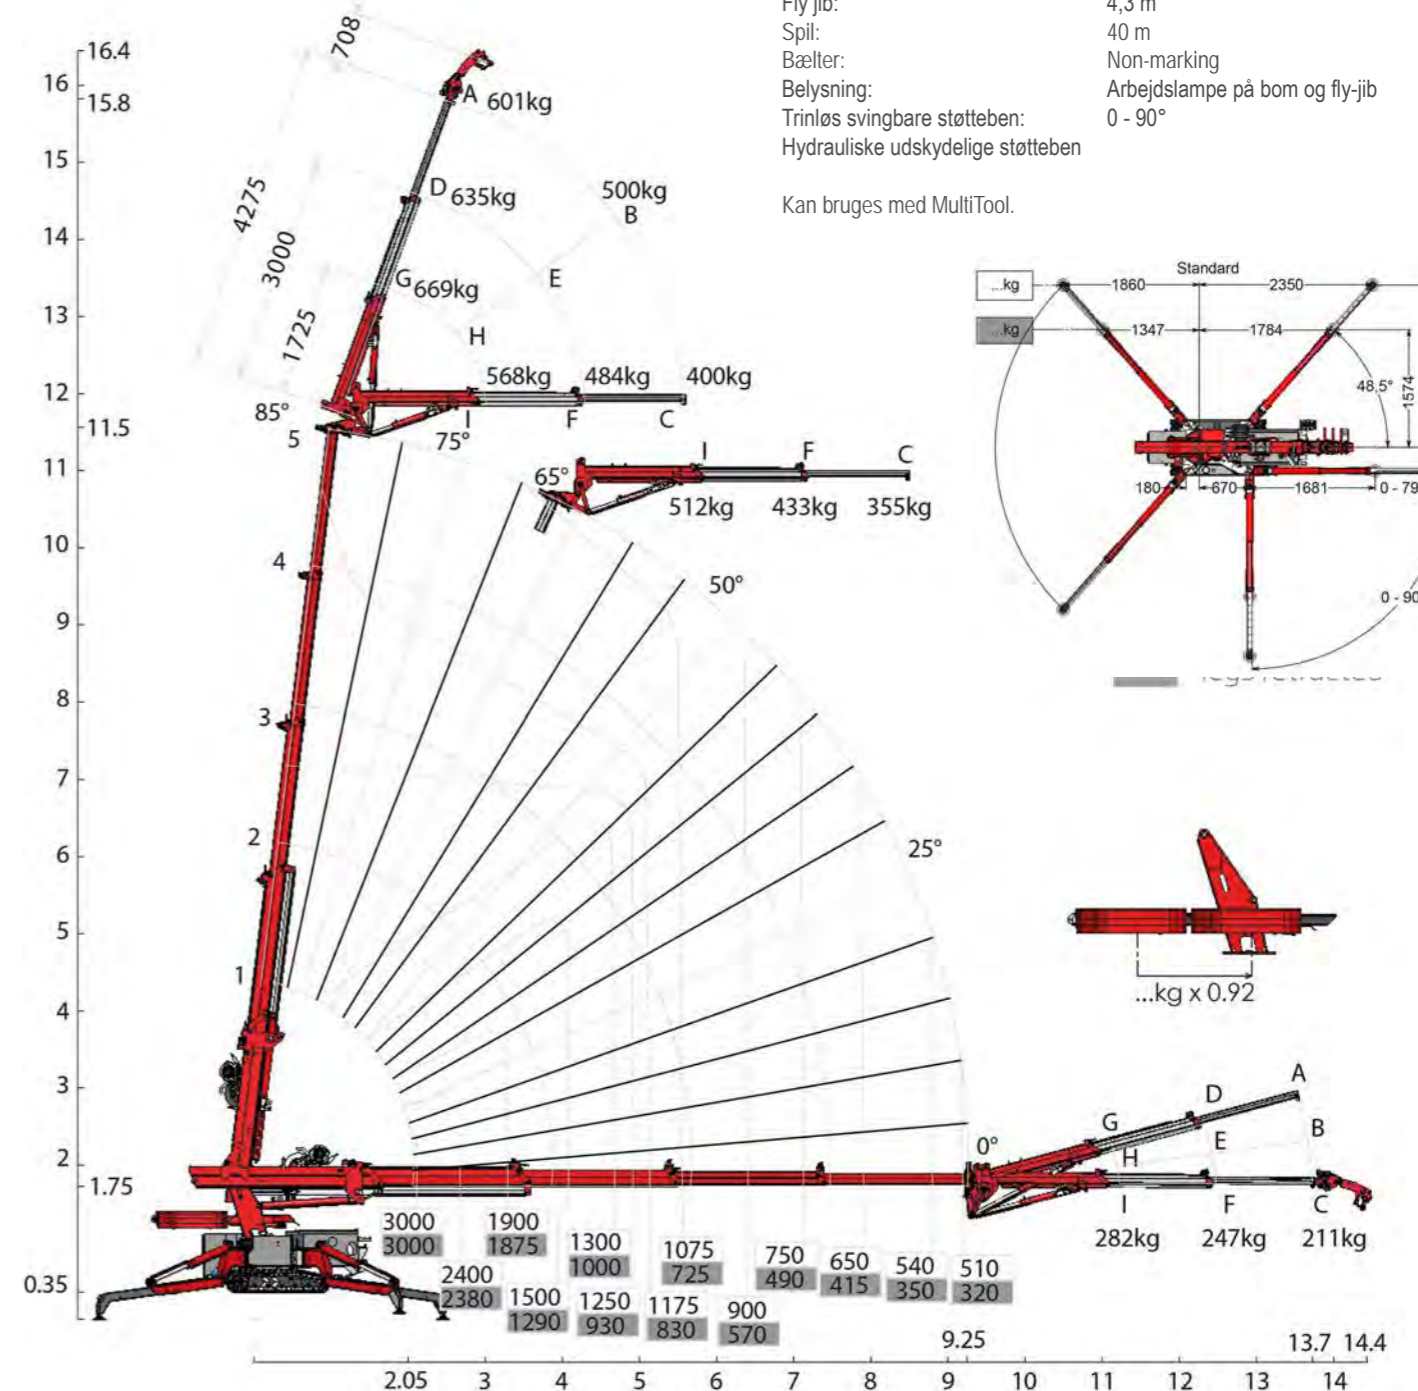 Fly jib: 4,3 m
Spil: 40 m
Bælter: Non-marking
Belysning: Arbejdslampe på bom og fly-jib
Trinløs svingbare støtteben: 0 - 90°
Hydrauliske udskydelige støtteben
Kan bruges med MultiTool.
16.4
16
15.8
15
14
13
12
11.5
11
10
9
8
7
6
5
4
3
2
1.75
0.35
708
4275
3000
1725
A 601kg
D 635kg
500kg
B
G 669kg
E
H
568kg 484kg 400kg
I F C
85°
5
75°
65°
I F C
512kg 433kg 355kg
4
50°
3
2
25°
1
0°
G D A
H E B
I F C
282kg 247kg 211kg
3000 1900 1300 1075 750 650 540 510
3000 1875 1000 725 490 415 350 320
2400 1500 1250 1175 900
2380 1290 930 830 570
9.25 13.7 14.4
2.05 3 4 5 6 7 8 9 10 11 12 13 14
Standard
...kg 1860 2350
...kg 1347 1784
48,5°
1574
180 670 1681 0 - 79
0 - 90
...kg x 0.92